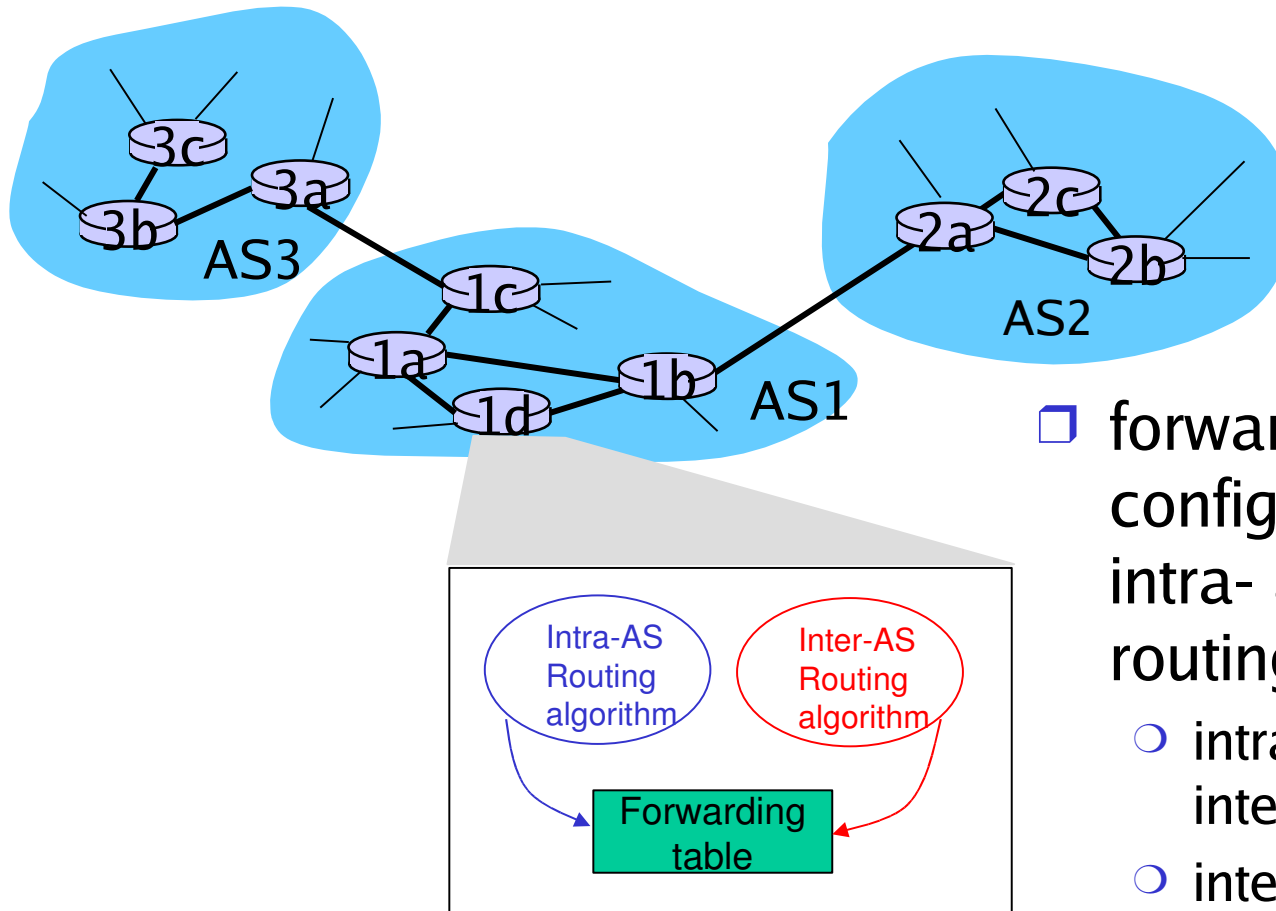 3c
3a
3b
AS3
2c
2a
2b
AS2
1c
1a
1b
1d
AS1
Intra-AS
Routing
algorithm
Inter-AS
Routing
algorithm
Forwarding
table
forwar
config
intra-
routing
intra
inte
inte